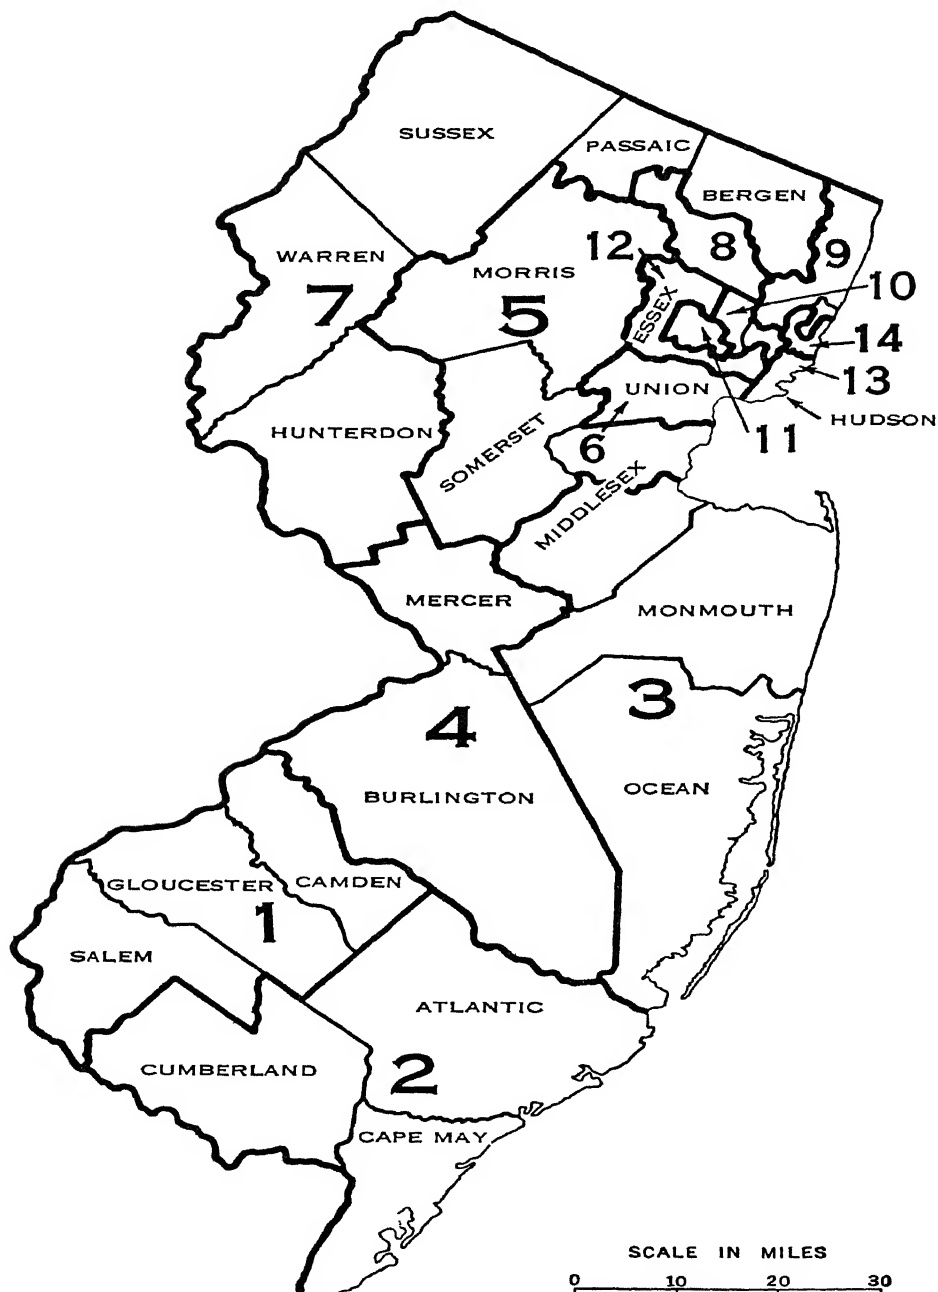 SUSSEX
PASSAIC
BERGEN
12
8
9
WARREN
MORRIS
10
7
5
ESSEX
14
13
UNION
HUDSON
HUNTERDON
SOMERSET
6
11
MIDDLESEX
MERCER
MONMOUTH
3
4
OCEAN
BURLINGTON
GLOUCESTER
CAMDEN
1
SALEM
ATLANTIC
CUMBERLAND
2
CAPE MAY
SCALE IN MILES
0 10 20 30